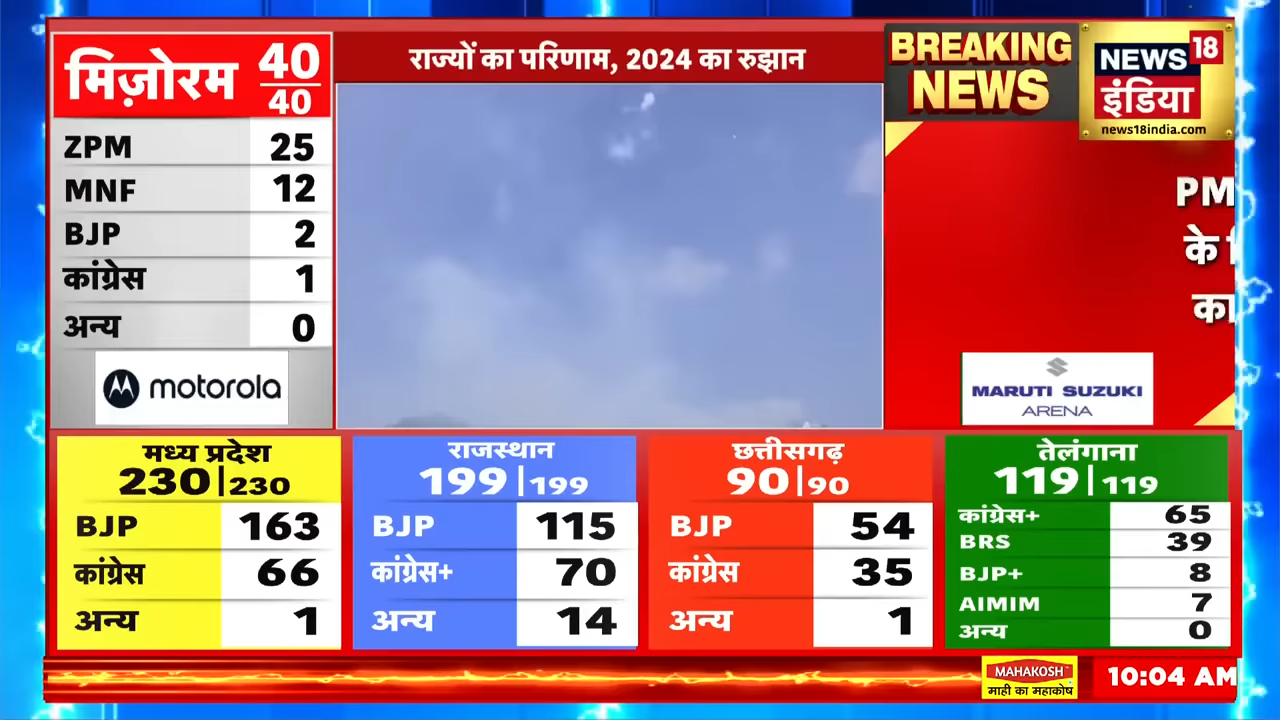 मिज़ोरम
40
40
ZPM 25
MNF 12
BJP 2
कांग्रेस 1
अन्य 0
motorola
राज्यों का परिणाम, 2024 का रुझान
BREAKING
NEWS
NEWS 18
इंडिया
news18india.com
PM
के
का
MARUTI SUZUKI
ARENA
मध्य प्रदेश
230|230
BJP 163
कांग्रेस 66
अन्य 1
राजस्थान
199|199
BJP 115
कांग्रेस+ 70
अन्य 14
छत्तीसगढ़
90|90
BJP 54
कांग्रेस 35
अन्य 1
तेलंगाना
119|119
कांग्रेस+ 65
BRS 39
BJP+ 8
AIMIM 7
अन्य 0
MAHAKOSH
माही का महाकोष
10:04 AM